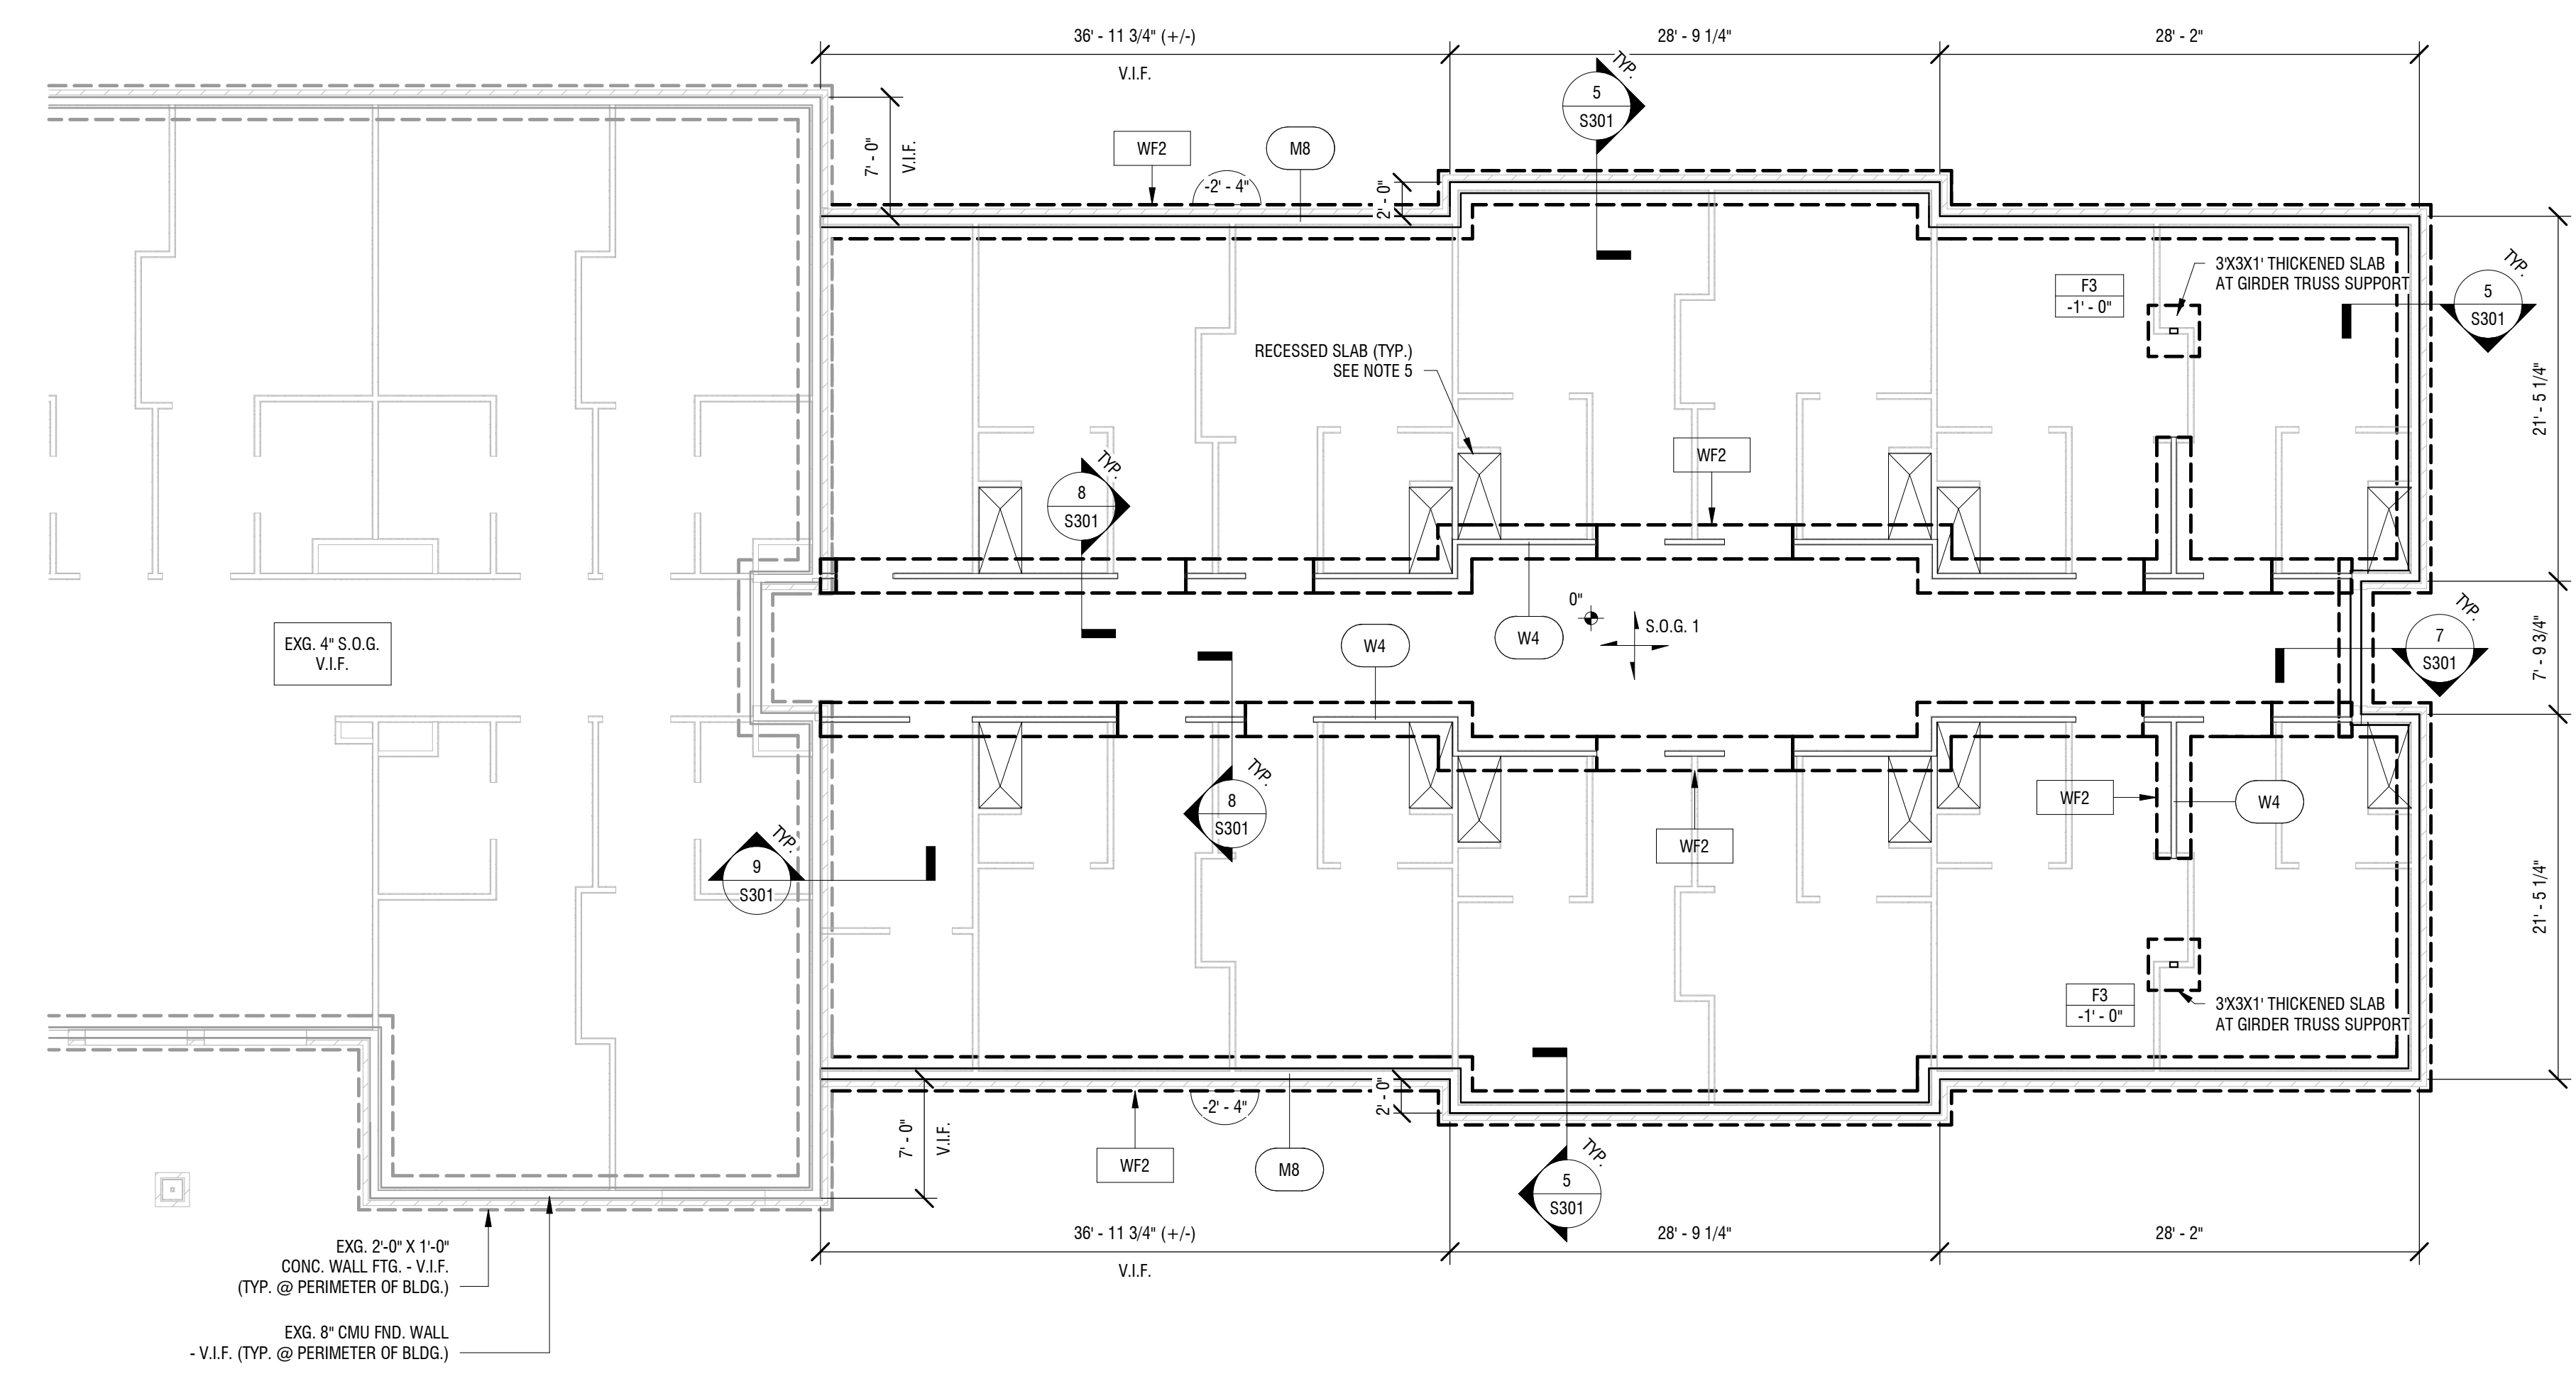 36' - 11 3/4" (+/-)
V.I.F.
28' - 9 1/4"
28' - 2"
TYP.
5
S301
7' - 0"
V.I.F.
WF2
M8
-2' - 4"
2' - 0"
3'X3'X1' THICKENED SLAB
AT GIRDER TRUSS SUPPORT
F3
-1' - 0"
TYP.
5
S301
RECESSED SLAB (TYP.)
SEE NOTE 5
21' - 5 1/4"
WF2
TYP.
8
S301
0"
S.O.G. 1
W4
W4
EXG. 4" S.O.G.
V.I.F.
TYP.
7
S301
7' - 9 3/4"
TYP.
8
S301
WF2
WF2
W4
TYP.
9
S301
21' - 5 1/4"
F3
-1' - 0"
3'X3'X1' THICKENED SLAB
AT GIRDER TRUSS SUPPORT
7' - 0"
V.I.F.
-2' - 4"
2' - 0"
WF2
M8
TYP.
5
S301
36' - 11 3/4" (+/-)
V.I.F.
28' - 9 1/4"
28' - 2"
EXG. 2'-0" X 1'-0"
CONC. WALL FTG. - V.I.F.
(TYP. @ PERIMETER OF BLDG.)
EXG. 8" CMU FND. WALL
- V.I.F. (TYP. @ PERIMETER OF BLDG.)